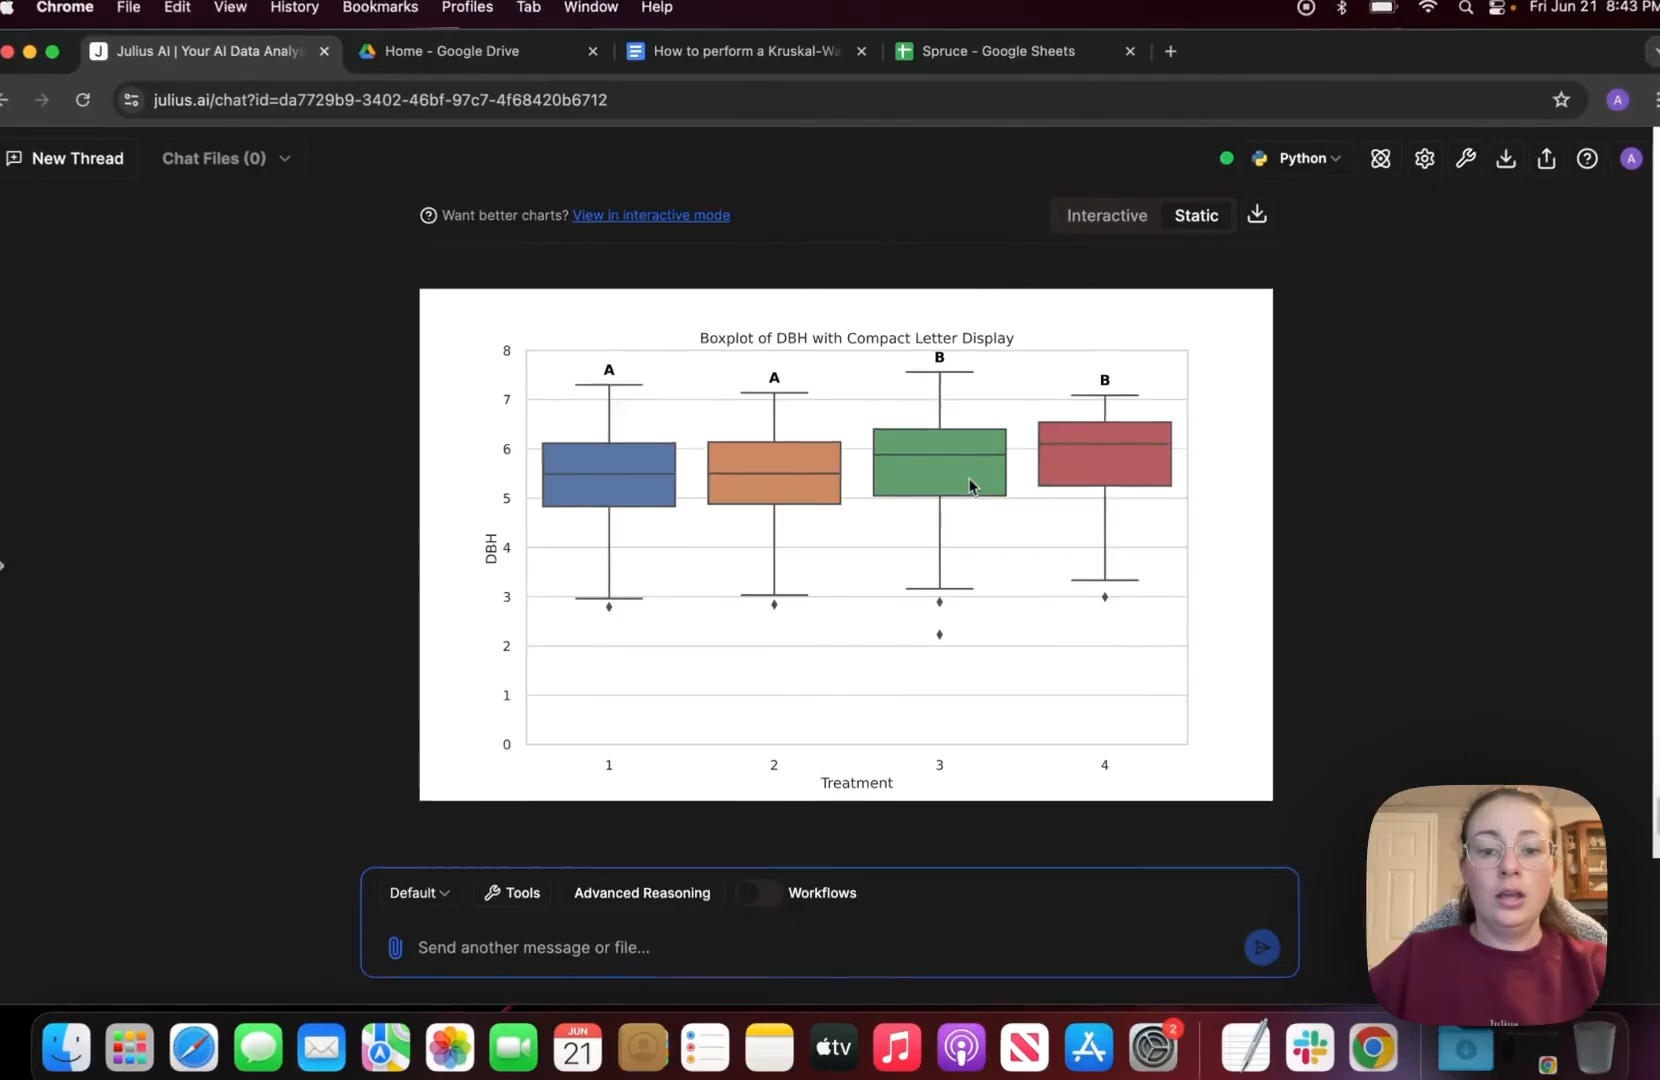 Chrome File Edit View History Bookmarks Profiles Tab Window Help Fri Jun 21 8:43 PM
J Julius AI | Your AI Data Analys Home - Google Drive How to perform a Kruskal-Wa Spruce - Google Sheets
julius.ai/chat?id=da7729b9-3402-46bf-97c7-4f68420b6712 A
New Thread Chat Files (0) Python A
Want better charts? View in interactive mode Interactive Static
Boxplot of DBH with Compact Letter Display
8
7
6
5
4
3
2
1
0
A A B B
DBH
1 2 3 4
Treatment
Default Tools Advanced Reasoning Workflows
Send another message or file...
JUN
21
tv
2